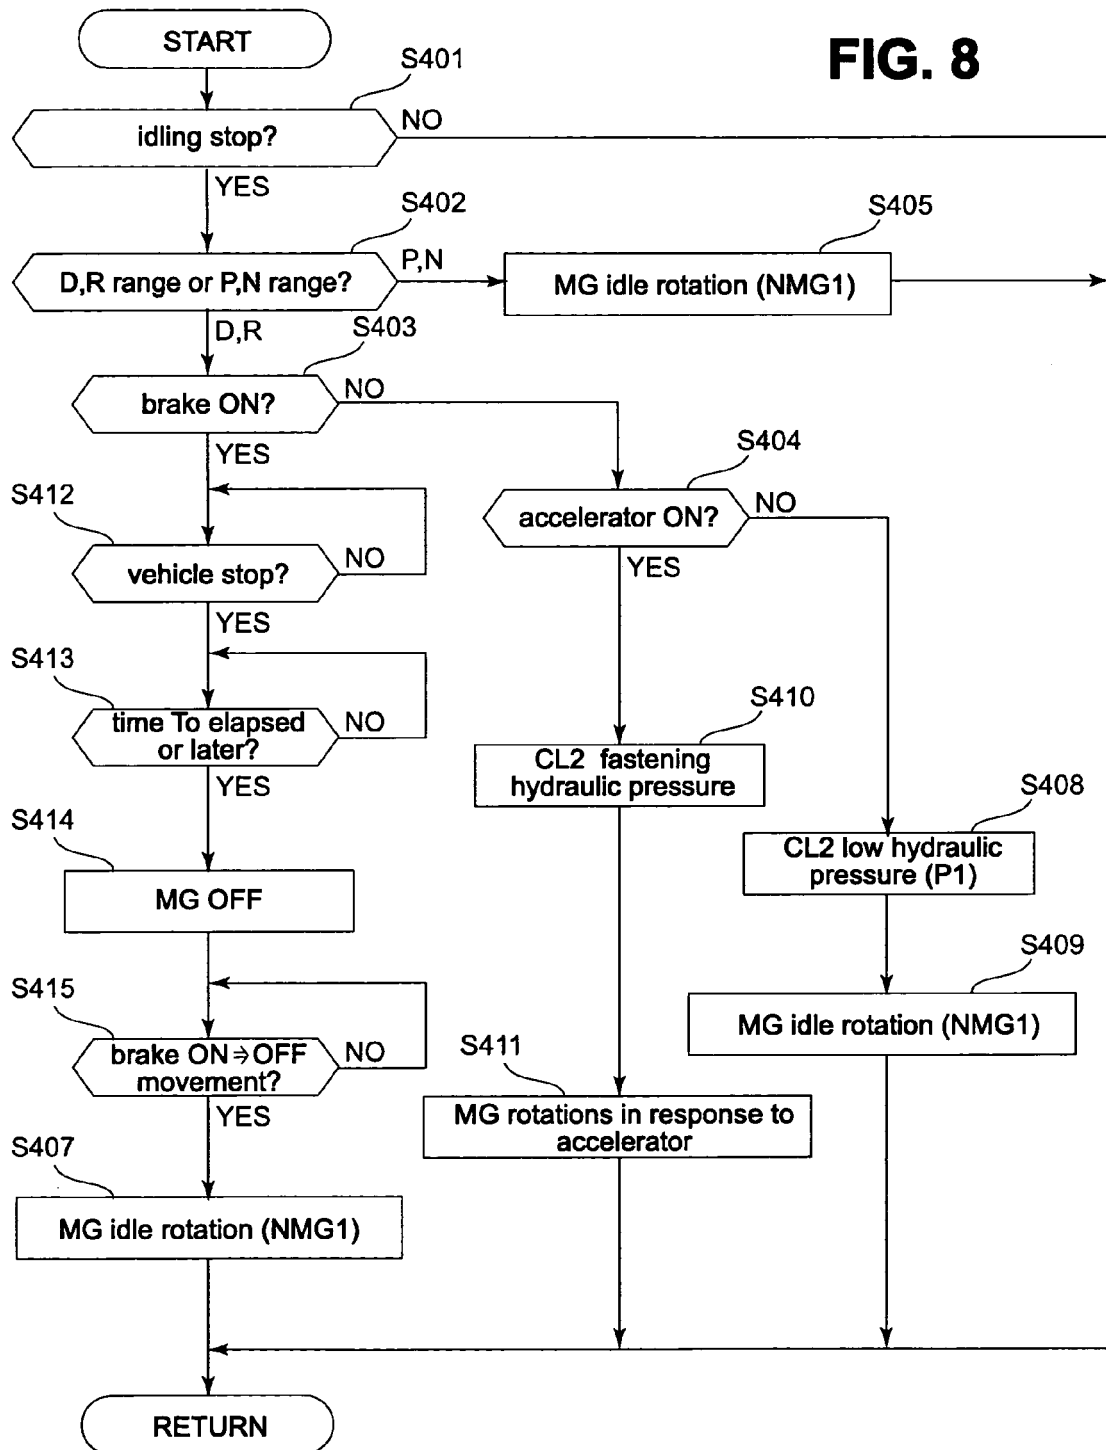 START
FIG. 8
S401
idling stop?
NO
YES
S402
D,R range or P,N range?
P,N
S405
MG idle rotation (NMG1)
D,R
S403
brake ON?
NO
YES
S404
accelerator ON?
NO
YES
S412
vehicle stop?
NO
YES
S413
time To elapsed
or later?
NO
YES
S410
CL2 fastening
hydraulic pressure
S408
CL2 low hydraulic
pressure (P1)
S414
MG OFF
S409
MG idle rotation (NMG1)
S415
brake ON⇒OFF
movement?
NO
YES
S411
MG rotations in response to
accelerator
S407
MG idle rotation (NMG1)
RETURN